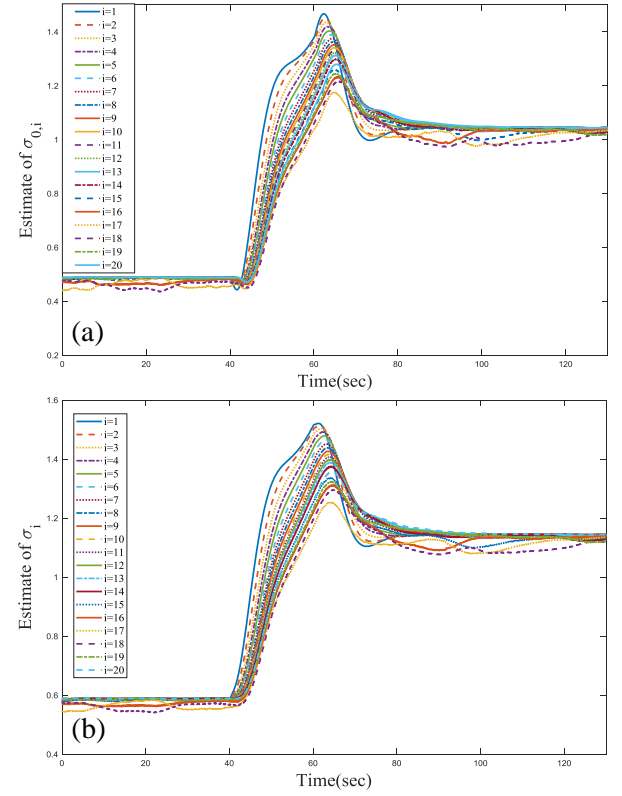 1.4
1.2
1
0.8
0.6
0.4
0.2
Estimate of σ0,i
i=1
i=2
i=3
i=4
i=5
i=6
i=7
i=8
i=9
i=10
i=11
i=12
i=13
i=14
i=15
i=16
i=17
i=18
i=19
i=20
(a)
0 20 40 60 80 100 120
Time(sec)
1.6
1.4
1.2
1
0.8
0.6
0.4
Estimate of σi
i=1
i=2
i=3
i=4
i=5
i=6
i=7
i=8
i=9
i=10
i=11
i=12
i=13
i=14
i=15
i=16
i=17
i=18
i=19
i=20
(b)
0 20 40 60 80 100 120
Time(sec)